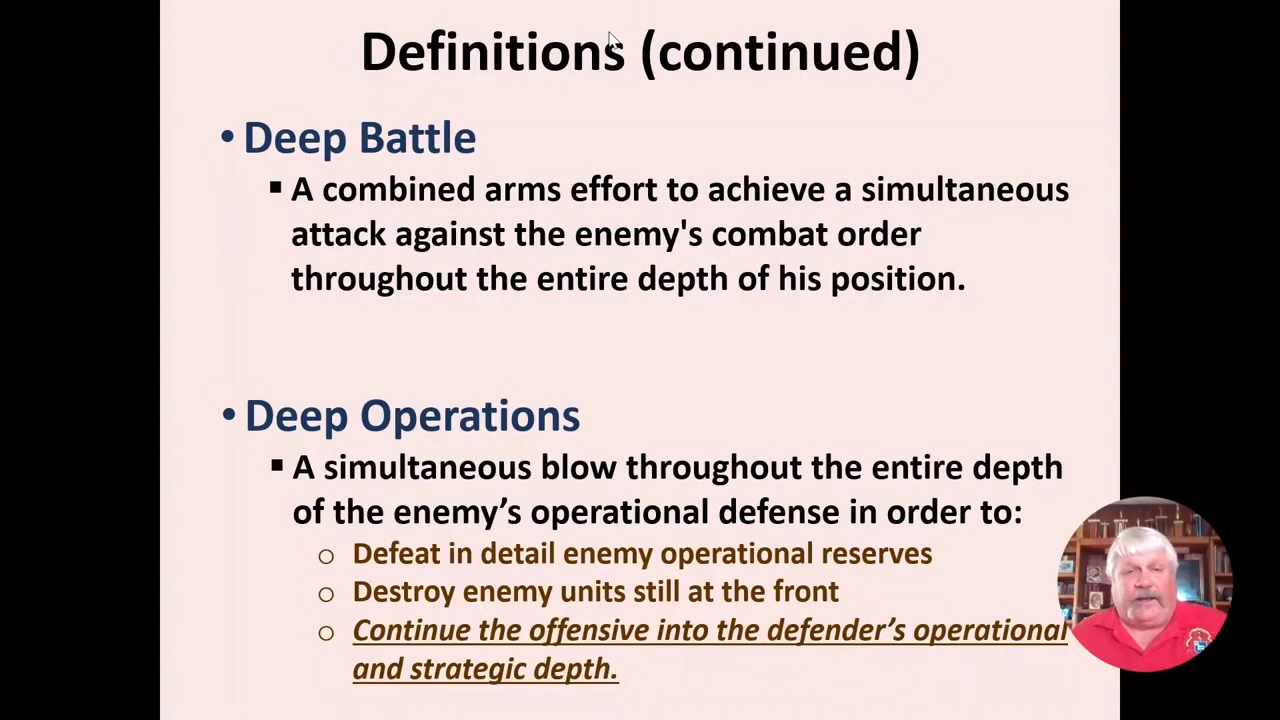 Definitions (continued)
• Deep Battle
▪ A combined arms effort to achieve a simultaneous
attack against the enemy's combat order
throughout the entire depth of his position.
• Deep Operations
▪ A simultaneous blow throughout the entire depth
of the enemy’s operational defense in order to:
o Defeat in detail enemy operational reserves
o Destroy enemy units still at the front
o Continue the offensive into the defender’s operational
and strategic depth.